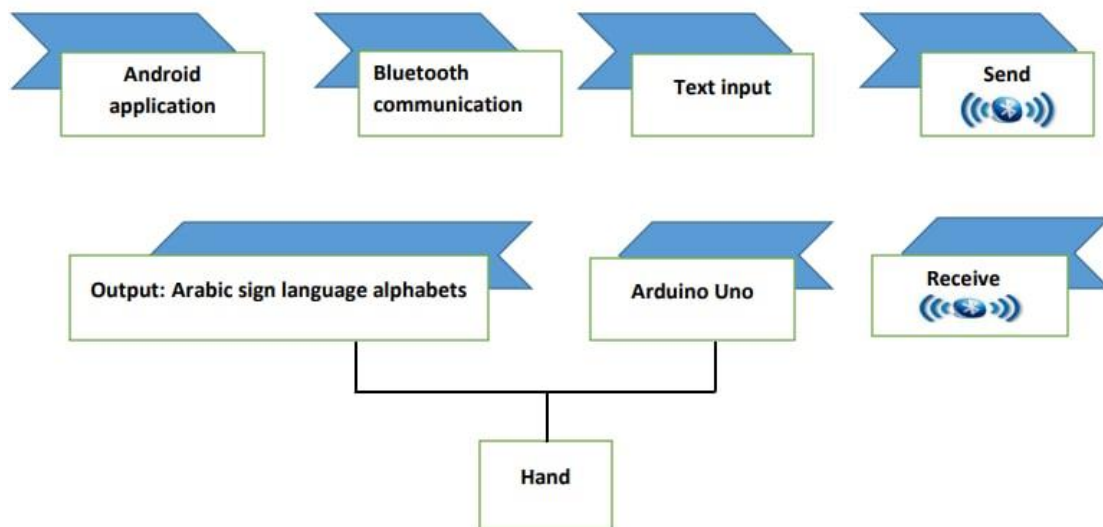 Android
application
Bluetooth
communication
Text input
Send
Output: Arabic sign language alphabets
Arduino Uno
Receive
Hand